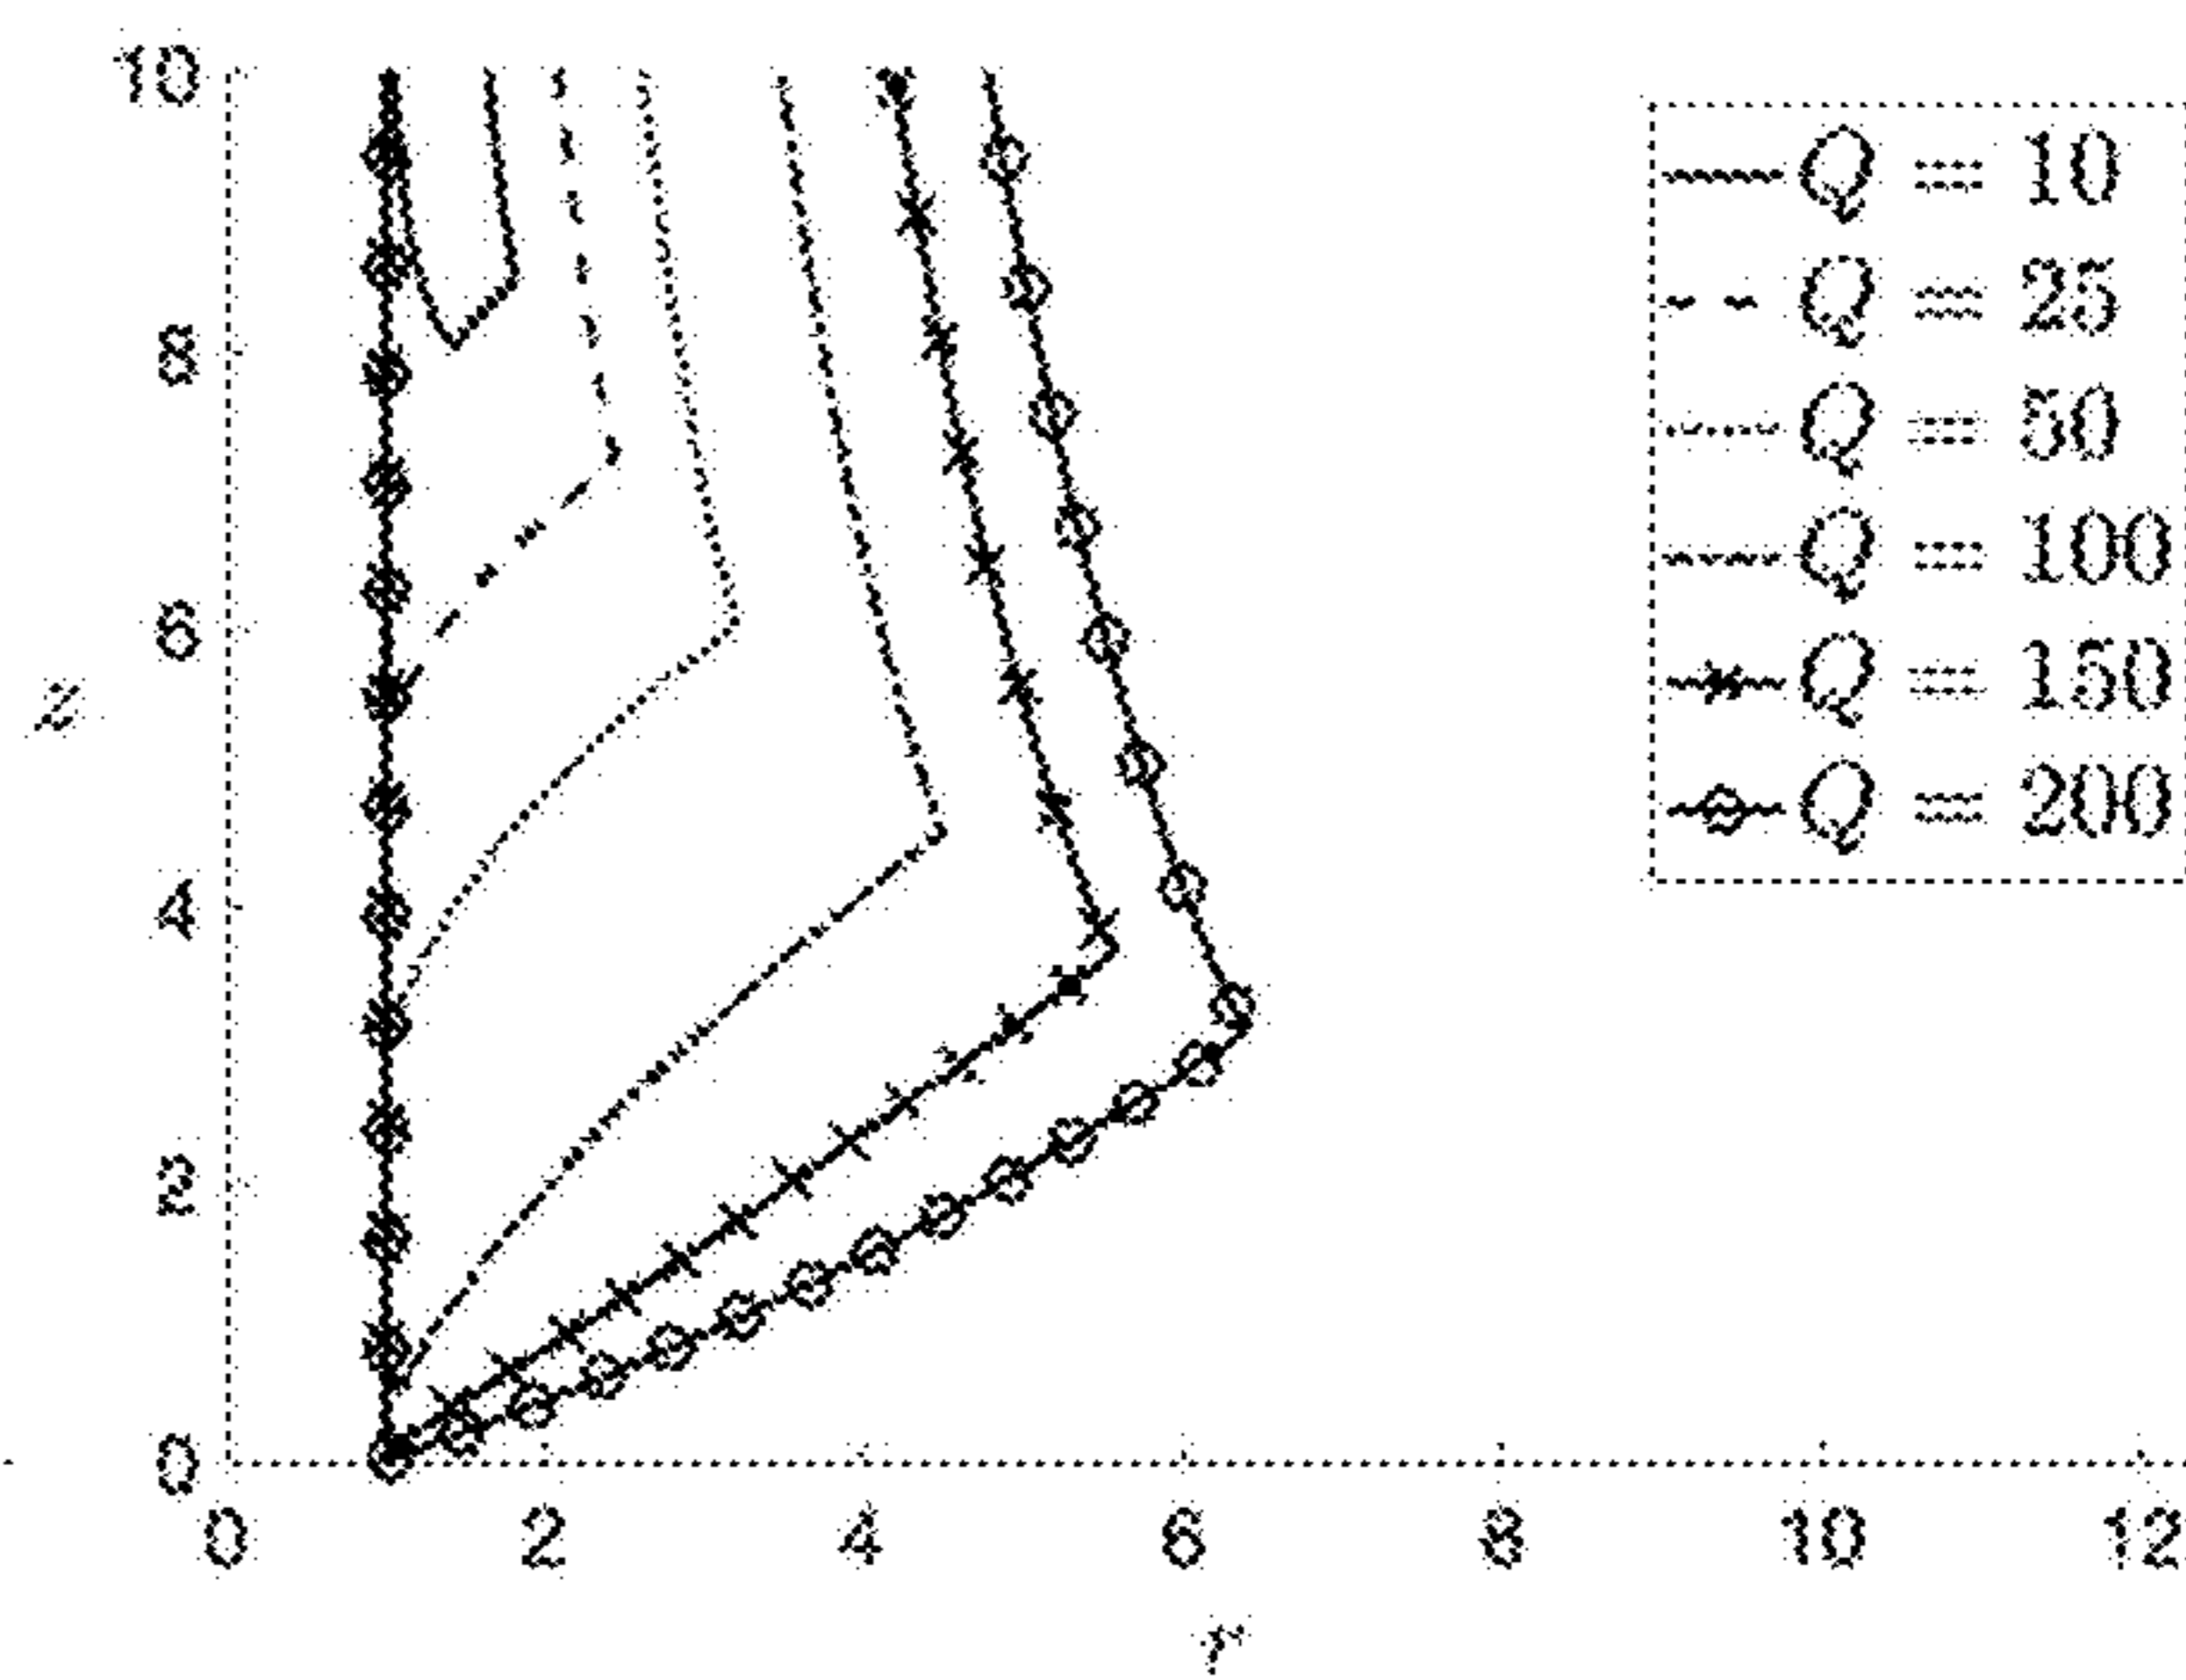 10
8
6
4
2
0
z
0 2 4 6 8 10 12
r
Q = 10
Q = 25
Q = 50
Q = 100
Q = 150
Q = 200